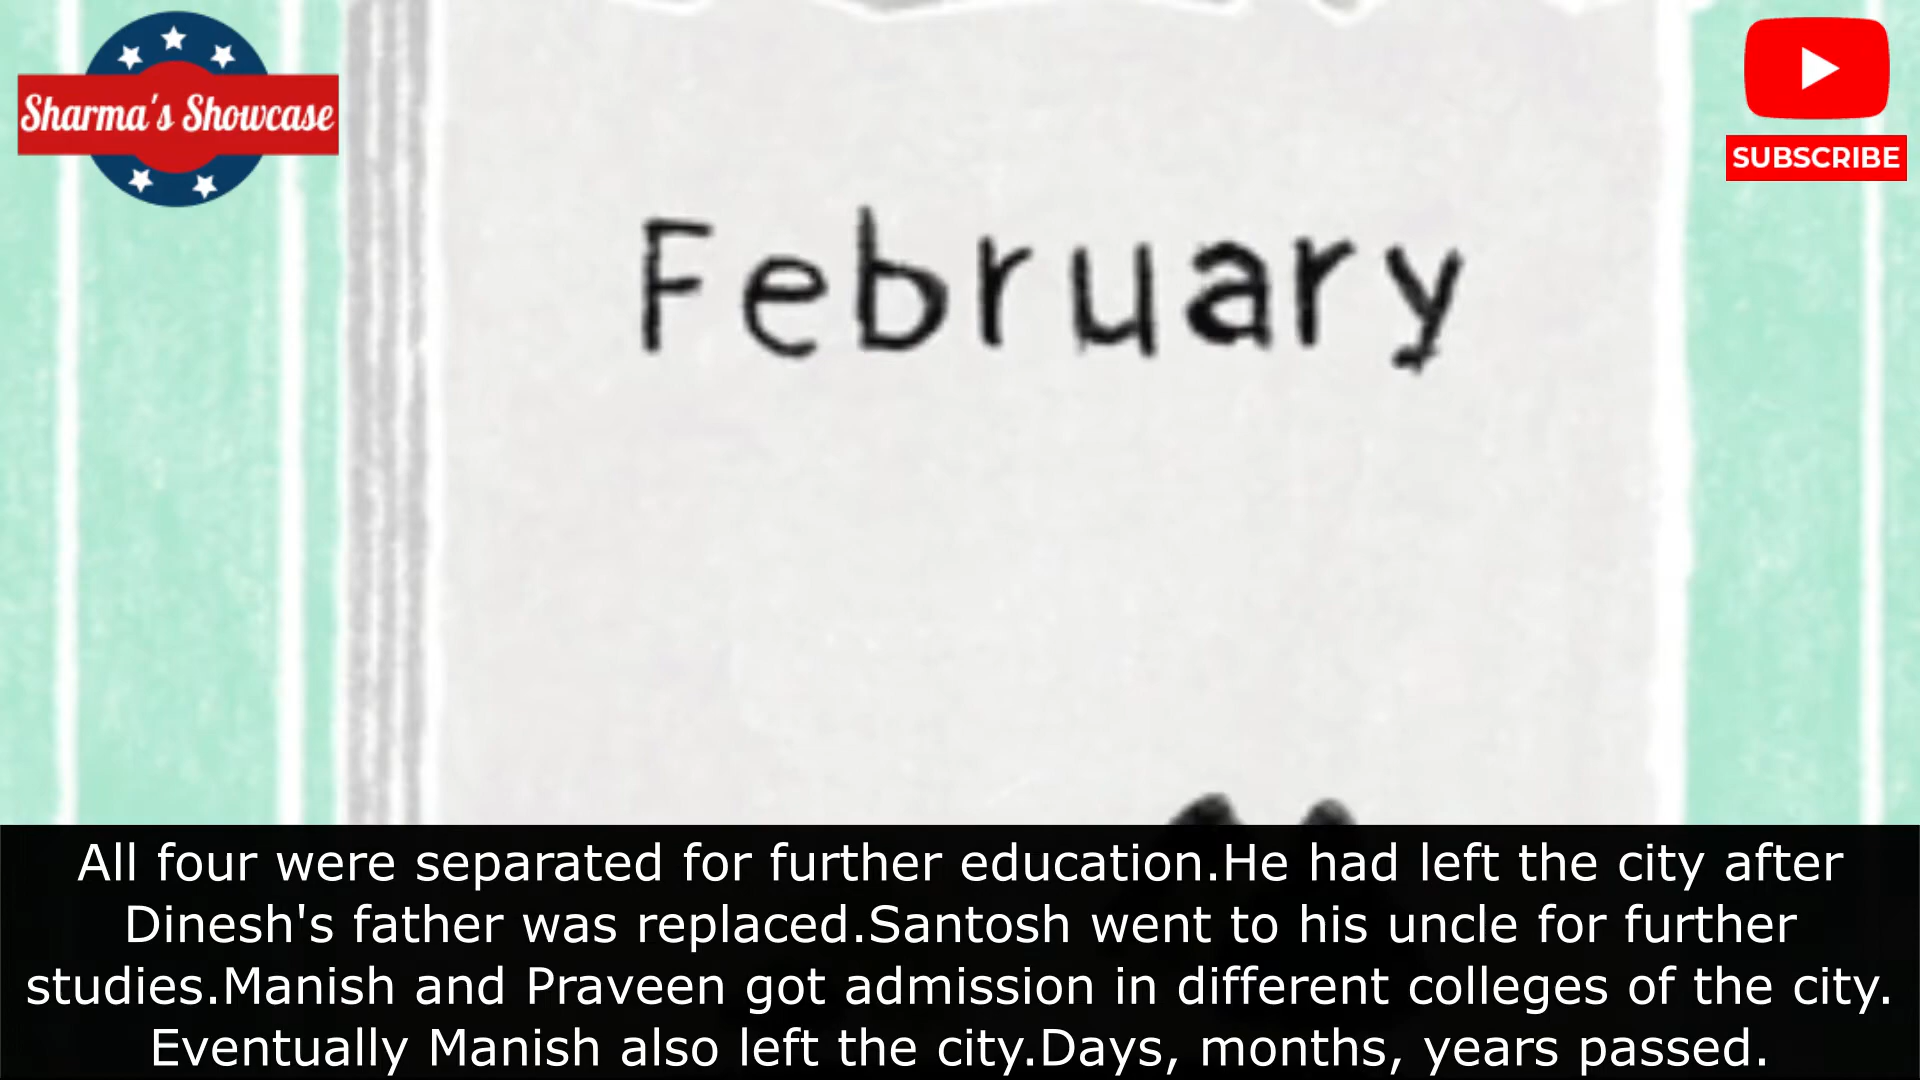 Sharma's Showcase
SUBSCRIBE
February
All four were separated for further education.He had left the city after
Dinesh's father was replaced.Santosh went to his uncle for further
studies.Manish and Praveen got admission in different colleges of the city.
Eventually Manish also left the city.Days, months, years passed.